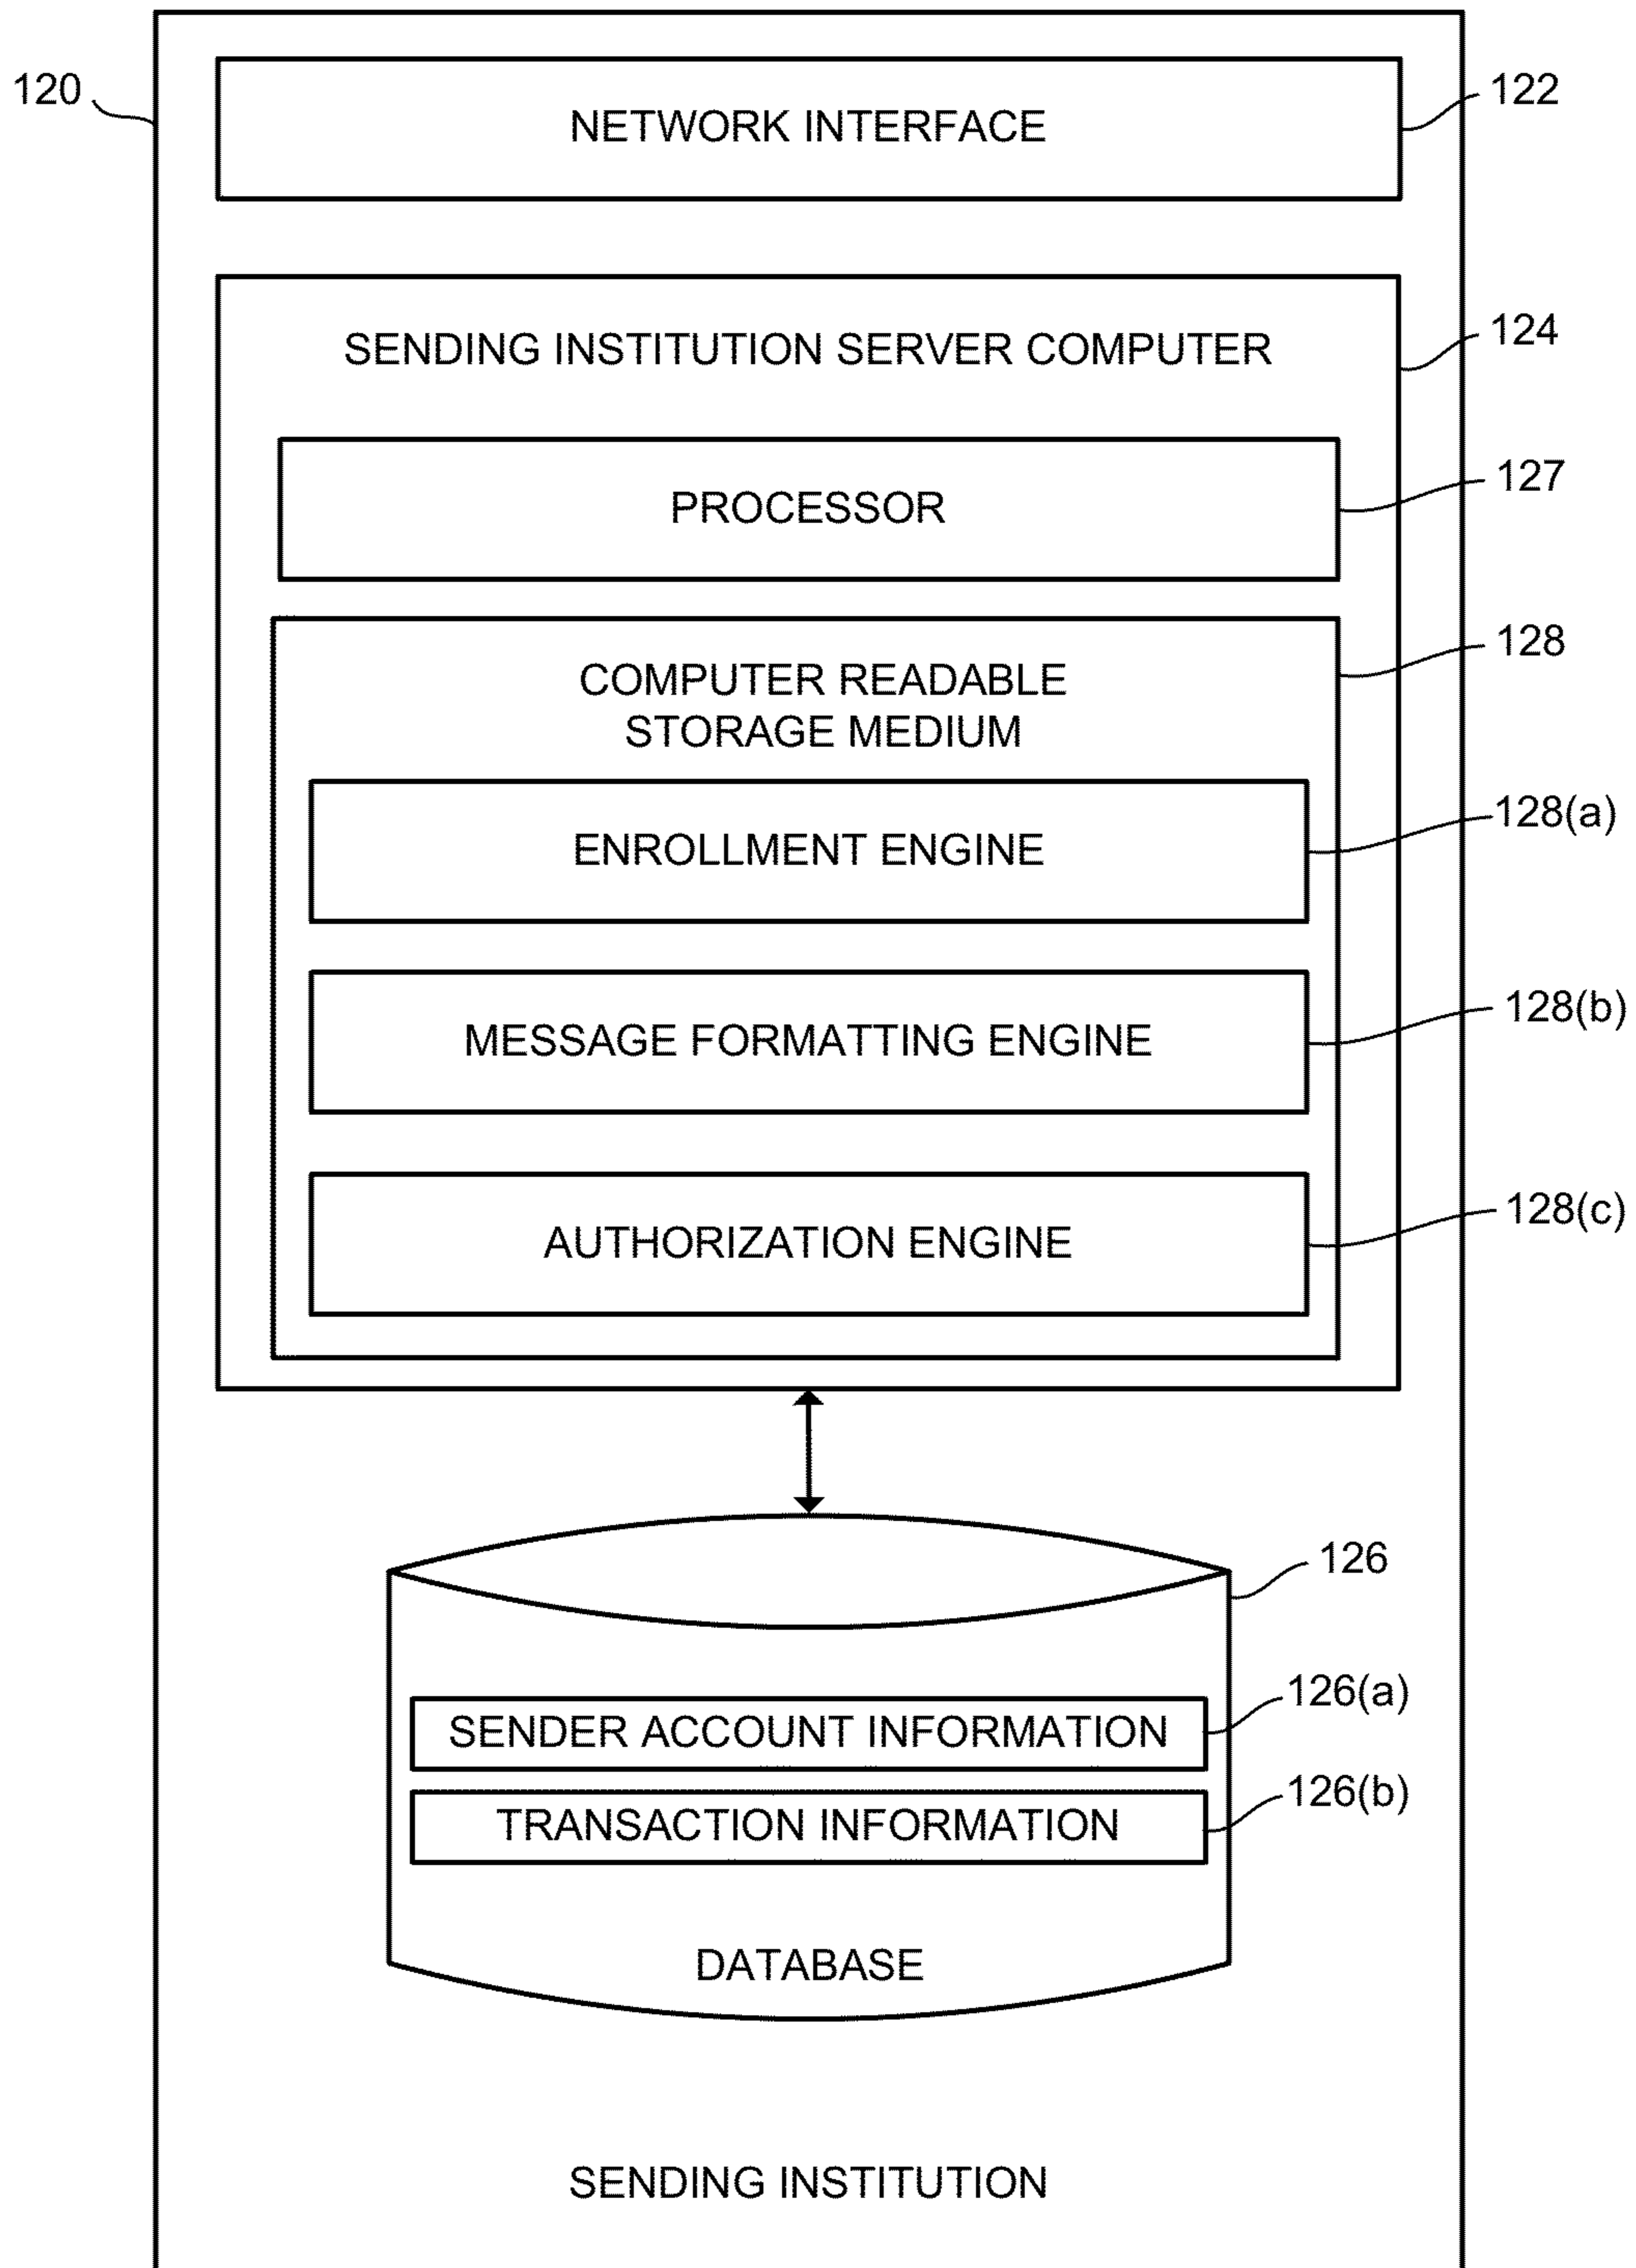 120
NETWORK INTERFACE
122
SENDING INSTITUTION SERVER COMPUTER
124
PROCESSOR
127
COMPUTER READABLE
STORAGE MEDIUM
128
ENROLLMENT ENGINE
128(a)
MESSAGE FORMATTING ENGINE
128(b)
AUTHORIZATION ENGINE
128(c)
126
SENDER ACCOUNT INFORMATION
126(a)
TRANSACTION INFORMATION
126(b)
DATABASE
SENDING INSTITUTION